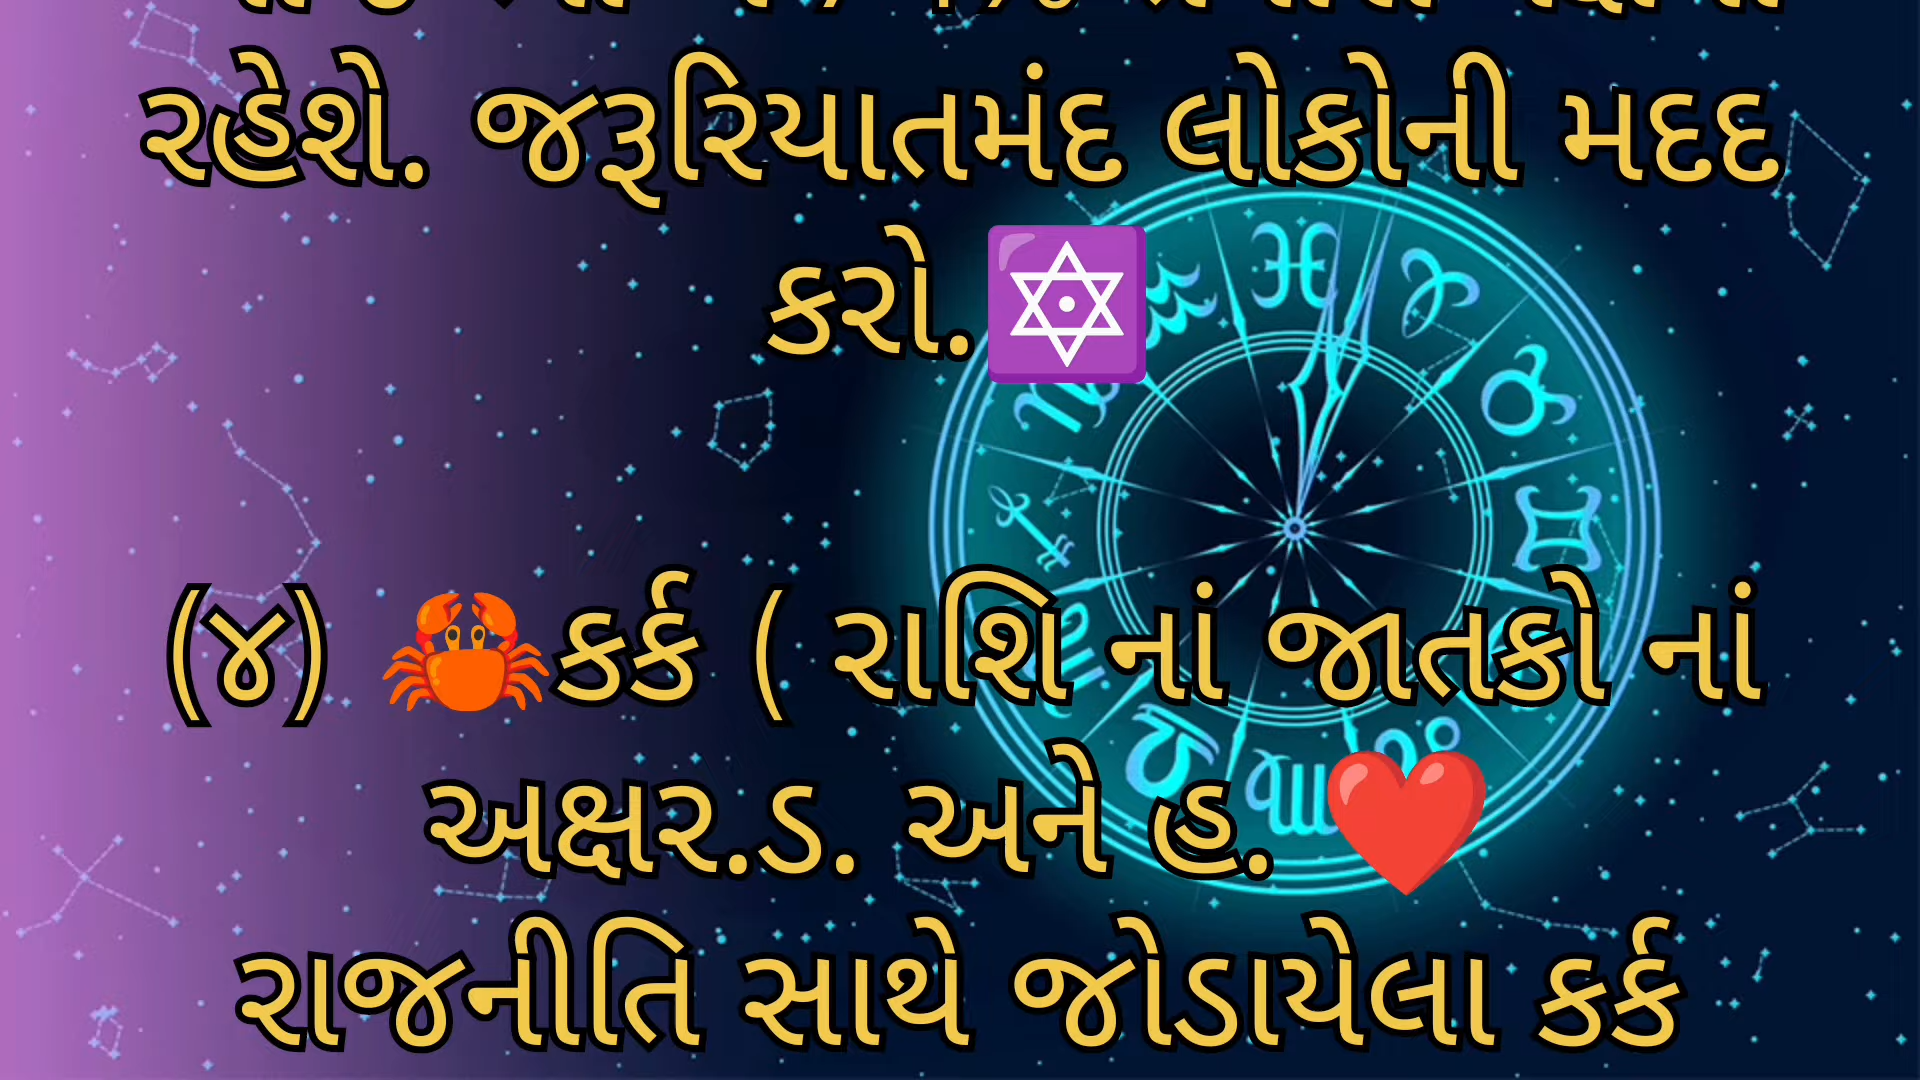 રહેશે. જરૂરિયાતમંદ લોકોની મદદ
કરો.🔯
(૪) 🦀કર્ક ( રાશિ નાં જાતકો નાં
અક્ષર.ડ. અને હ. ❤️
રાજનીતિ સાથે જોડાયેલા કર્ક